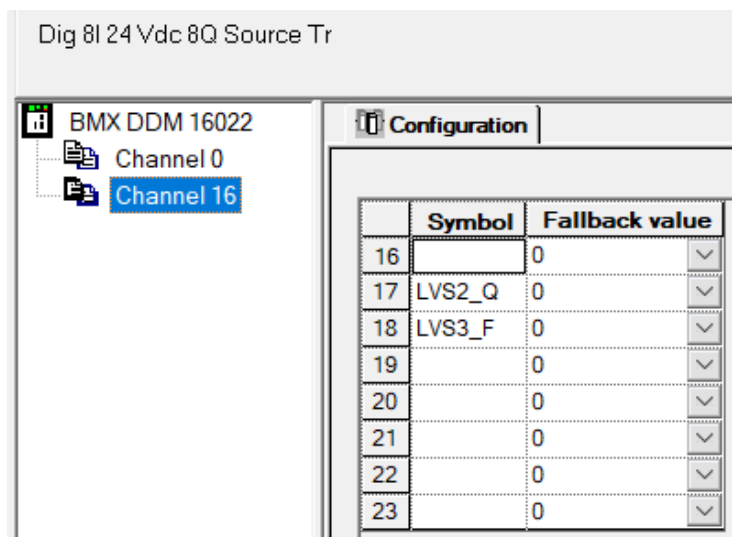 Dig 8I 24 Vdc 8Q Source Tr
BMX DDM 16022
Channel 0
Channel 16
Configuration
Symbol Fallback value
16 0
17 LVS2_Q 0
18 LVS3_F 0
19 0
20 0
21 0
22 0
23 0